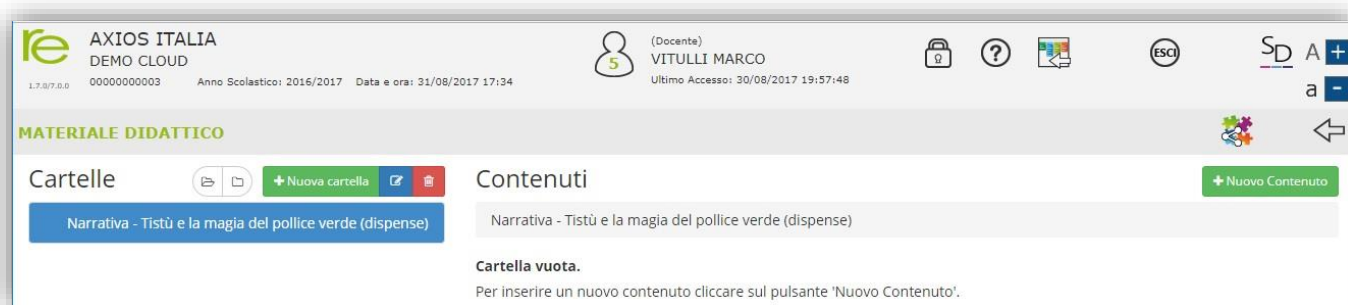 re
1.7.0/7.0.0
AXIOS ITALIA
DEMO CLOUD
00000000003 Anno Scolastico: 2016/2017 Data e ora: 31/08/2017 17:34
5
(Docente)
VITULLI MARCO
Ultimo Accesso: 30/08/2017 19:57:48
?
ESCI
SD
A +
a -
MATERIALE DIDATTICO
Cartelle
+ Nuova cartella
Narrativa - Tistù e la magia del pollice verde (dispense)
Contenuti
+ Nuovo Contenuto
Narrativa - Tistù e la magia del pollice verde (dispense)
Cartella vuota.
Per inserire un nuovo contenuto cliccare sul pulsante 'Nuovo Contenuto'.